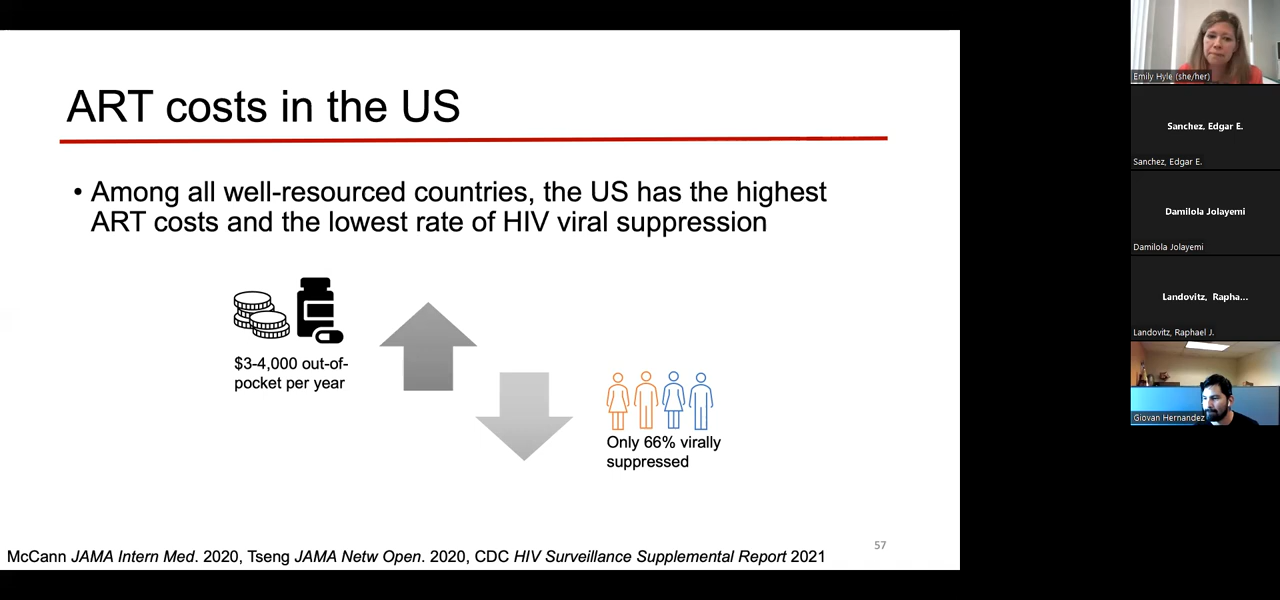 ART costs in the US
• Among all well-resourced countries, the US has the highest
ART costs and the lowest rate of HIV viral suppression
$3-4,000 out-of-
pocket per year
Only 66% virally
suppressed
57
McCann JAMA Intern Med. 2020, Tseng JAMA Netw Open. 2020, CDC HIV Surveillance Supplemental Report 2021
Emily Hyle (she/her)
Sanchez, Edgar E.
Sanchez, Edgar E.
Damilola Jolayemi
Damilola Jolayemi
Landovitz, Rapha...
Landovitz, Raphael J.
Giovan Hernandez